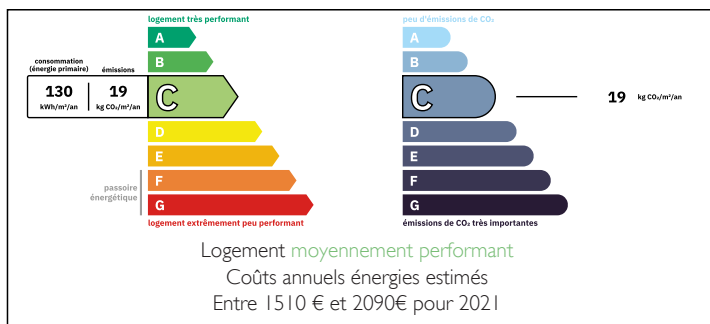 logement très performant
A
B
consommation
(énergie primaire)
émissions
130
kWh/m²/an
19
kg CO₂/m²/an
C
D
E
F
G
passoire
énergétique
logement extrêmement peu performant
peu d'émissions de CO₂
A
B
C
19 kg CO₂/m²/an
D
E
F
G
émissions de CO₂ très importantes
Logement moyennement performant
Coûts annuels énergies estimés
Entre 1510 € et 2090€ pour 2021